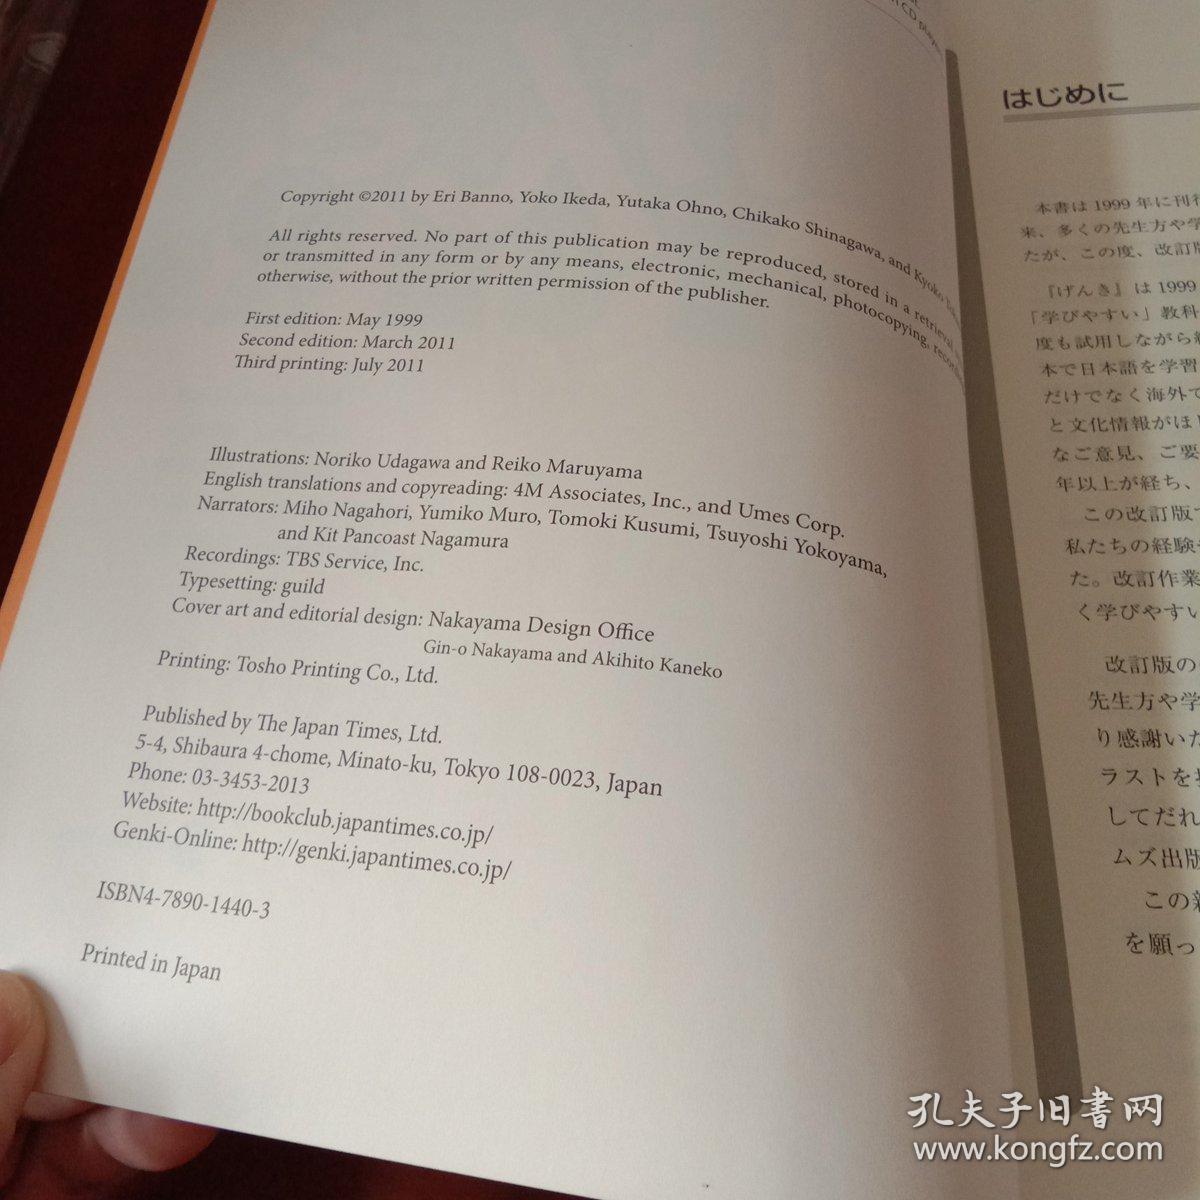 CD play
Copyright ©2011 by Eri Banno, Yoko Ikeda, Yutaka Ohno, Chikako Shinagawa, and Kyoko
All rights reserved. No part of this publication may be reproduced, stored in a retrieval
or transmitted in any form or by any means, electronic, mechanical, photocopying,
otherwise, without the prior written permission of the publisher.
First edition: May 1999
Second edition: March 2011
Third printing: July 2011
Illustrations: Noriko Udagawa and Reiko Maruyama
English translations and copyreading: 4M Associates, Inc., and Umes Corp.
Narrators: Miho Nagahori, Yumiko Muro, Tomoki Kusumi, Tsuyoshi Yokoyama,
and Kit Pancoast Nagamura
Recordings: TBS Service, Inc.
Typesetting: guild
Cover art and editorial design: Nakayama Design Office
Gin-o Nakayama and Akihito Kaneko
Printing: Tosho Printing Co., Ltd.
Published by The Japan Times, Ltd.
5-4, Shibaura 4-chome, Minato-ku, Tokyo 108-0023, Japan
Phone: 03-3453-2013
Website: http://bookclub.japantimes.co.jp/
Genki-Online: http://genki.japantimes.co.jp/
ISBN4-7890-1440-3
Printed in Japan
はじめに
本書は 1999 年に刊行
来、多くの先生方や学
たが、この度、改訂版
『げんき』は 1999
「学びやすい」教科
度も試用しながら
本で日本語を学習
だけでなく海外で
と文化情報がほ
なご意見、ご要
年以上が経ち、
この改訂版で
私たちの経験
た。改訂作業
く学びやすい
改訂版の
先生方や学
り感謝いた
ラストを
してだれ
ムズ出版
この新
を願っ
孔夫子旧书网
www.kongfz.com